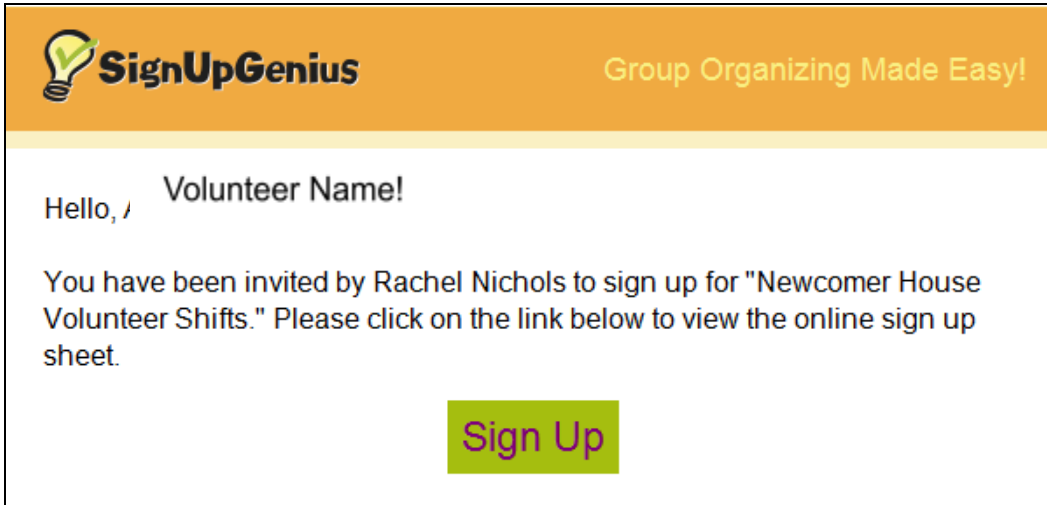 SignUpGenius
Group Organizing Made Easy!
Volunteer Name!
Hello,
You have been invited by Rachel Nichols to sign up for "Newcomer House
Volunteer Shifts." Please click on the link below to view the online sign up
sheet.
Sign Up